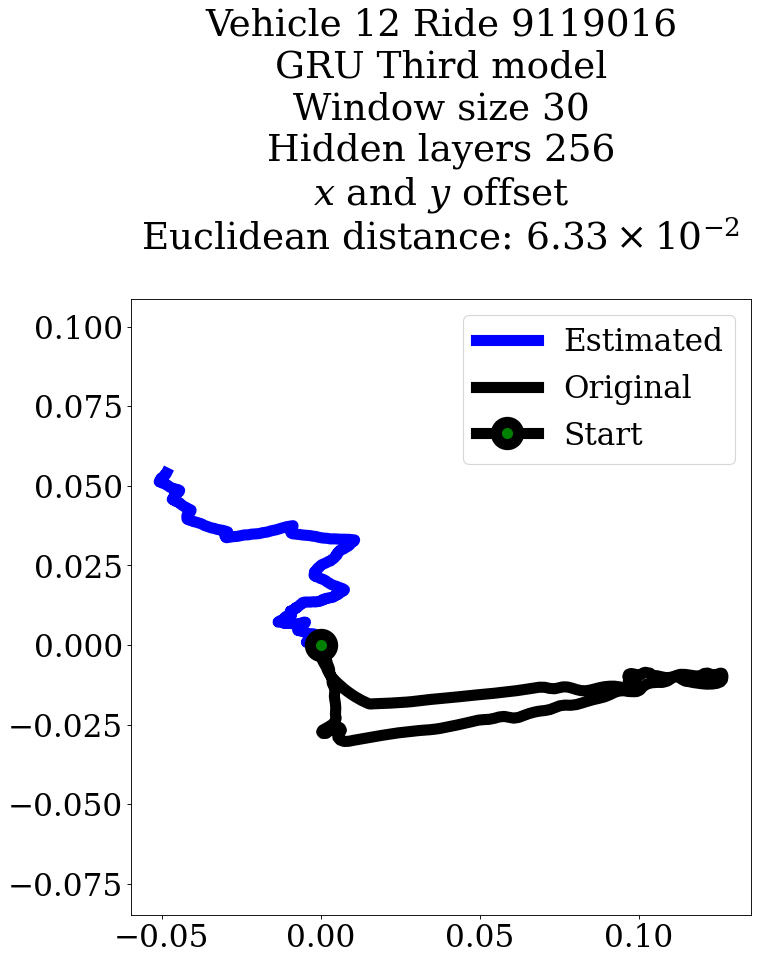 Vehicle 12 Ride 9119016
GRU Third model
Window size 30
Hidden layers 256
x and y offset
Euclidean distance: 6.33 × 10⁻²
Estimated
Original
Start
0.100
0.075
0.050
0.025
0.000
−0.025
−0.050
−0.075
−0.05 0.00 0.05 0.10